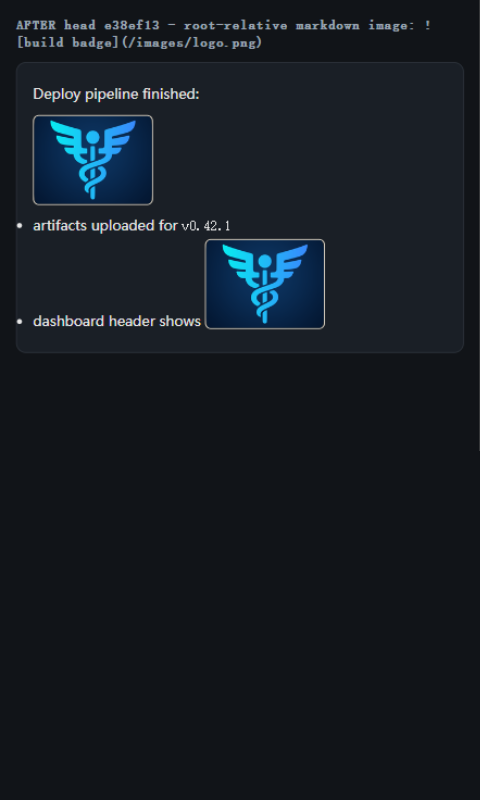 APTER head e38ef13 - root-relative markdown image: !
[build badge](/images/logo.png)
Deploy pipeline finished:
• artifacts uploaded for v0.42.1
• dashboard header shows